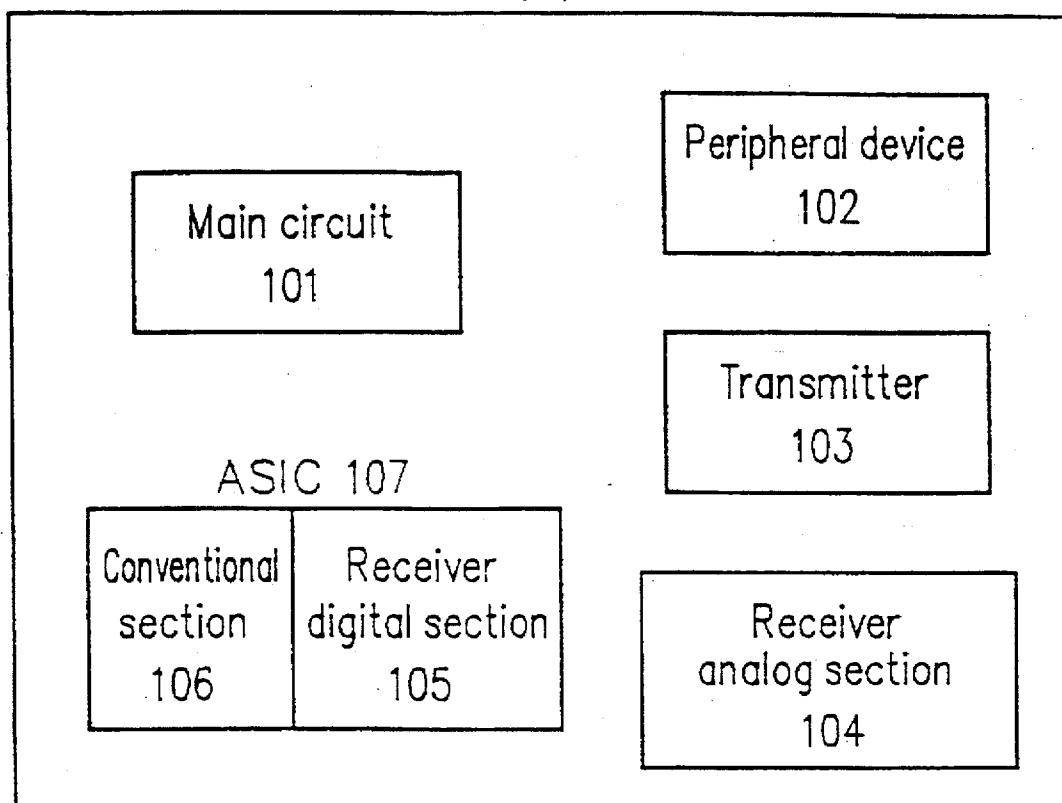 Peripheral device
102
Main circuit
101
Transmitter
103
ASIC 107
Conventional
section
106
Receiver
digital section
105
Receiver
analog section
104